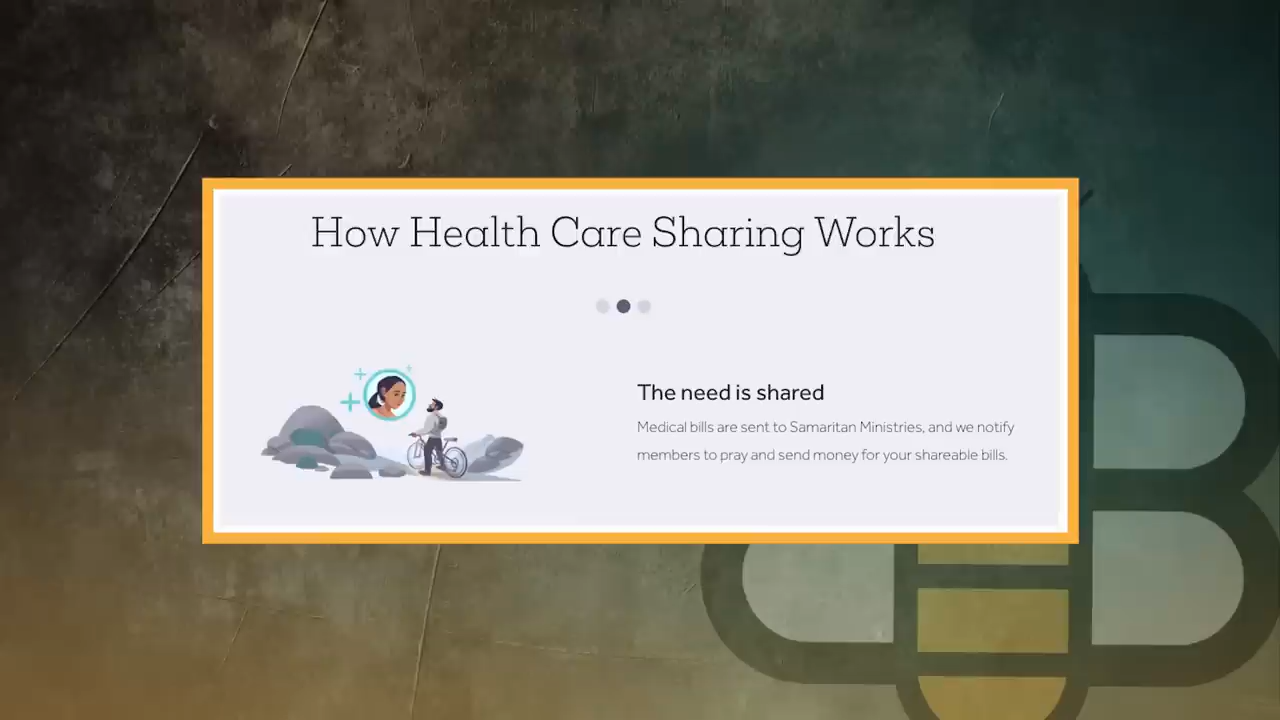 How Health Care Sharing Works
The need is shared
Medical bills are sent to Samaritan Ministries, and we notify
members to pray and send money for your shareable bills.